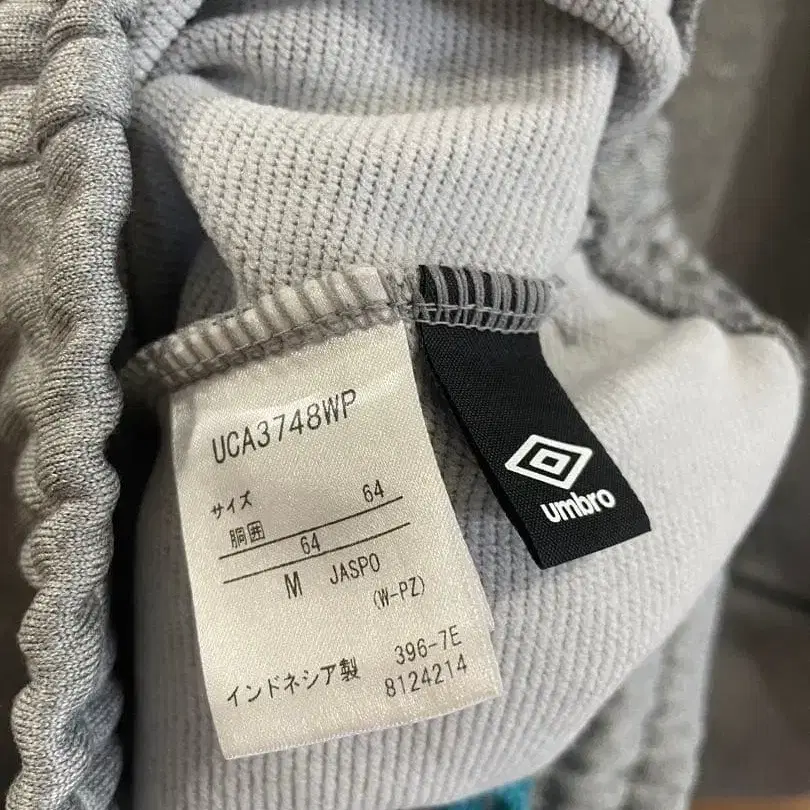 UCA3748WP
サイズ 64
胴囲 64
M JASPO
(W-PZ)
インドネシア製 396-7E
8124214
umbro